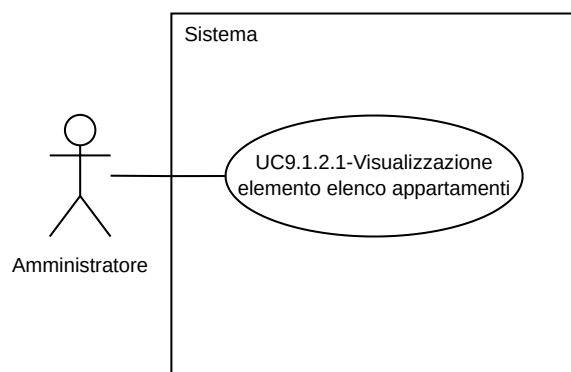 Sistema
UC9.1.2.1-Visualizzazione
elemento elenco appartamenti
Amministratore